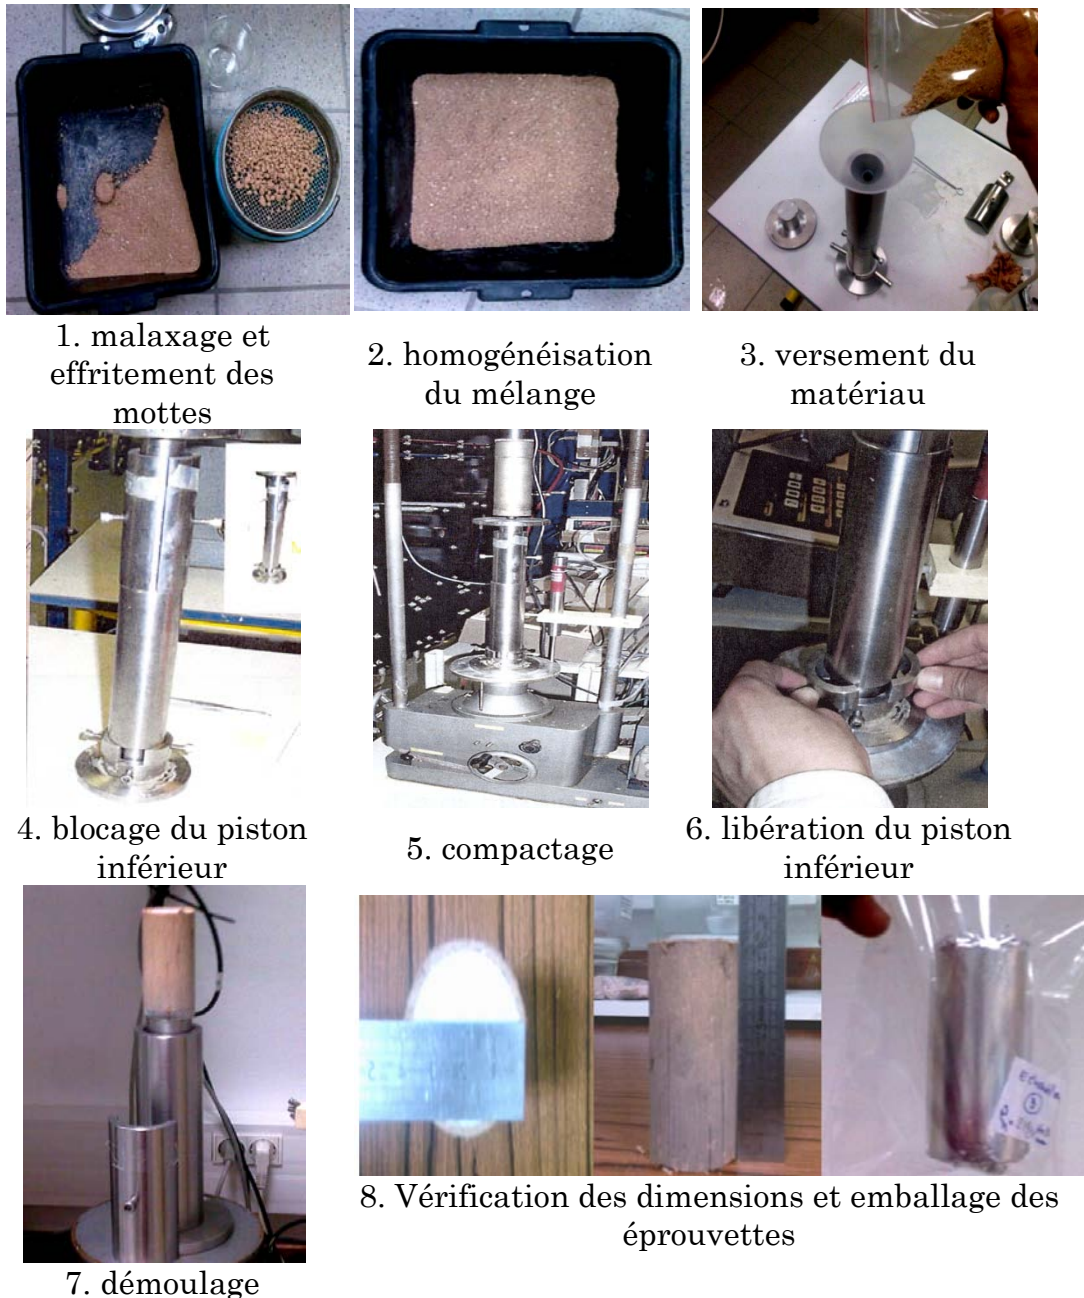 1. malaxage et
effritement des
mottes
2. homogénéisation
du mélange
3. versement du
matériau
4. blocage du piston
inférieur
5. compactage
6. libération du piston
inférieur
7. démoulage
8. Vérification des dimensions et emballage des
éprouvettes